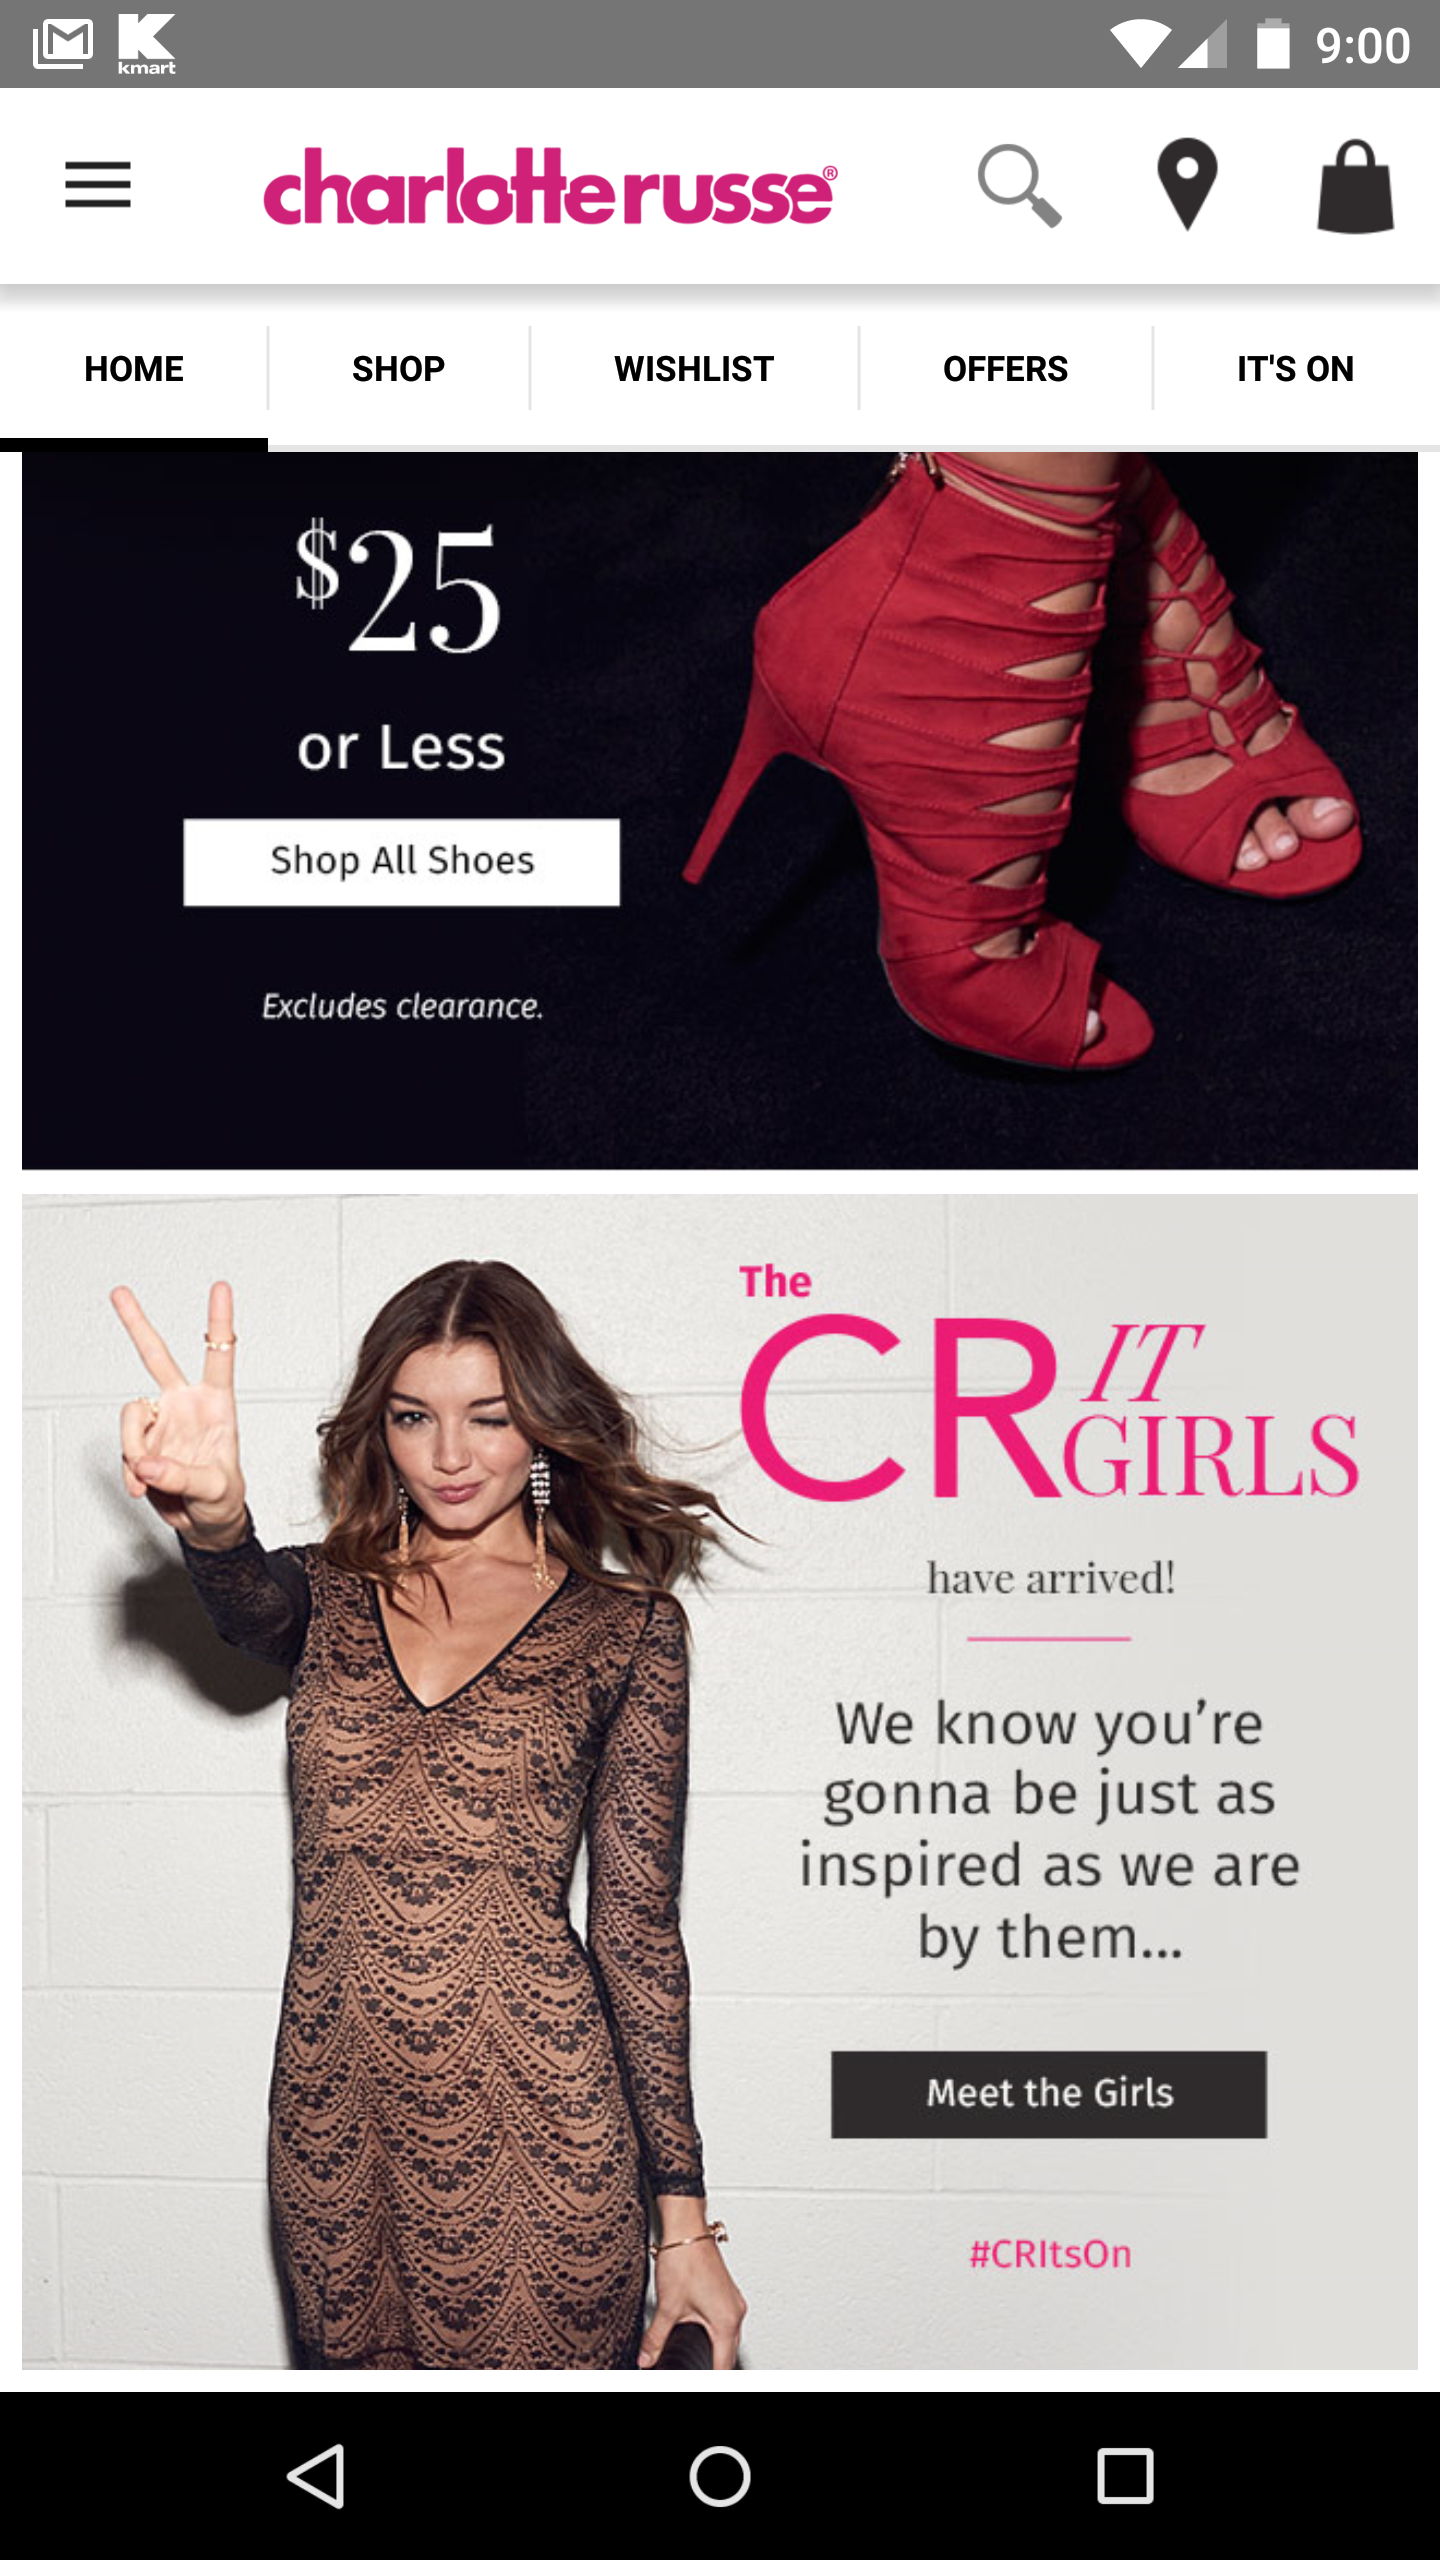 kmart
9:00
charlotte russe®
HOME
SHOP
WISHLIST
OFFERS
IT'S ON
$25
or Less
Shop All Shoes
Excludes clearance.
The
CR IT
GIRLS
have arrived!
We know you're
gonna be just as
inspired as we are
by them...
Meet the Girls
#CRItsOn